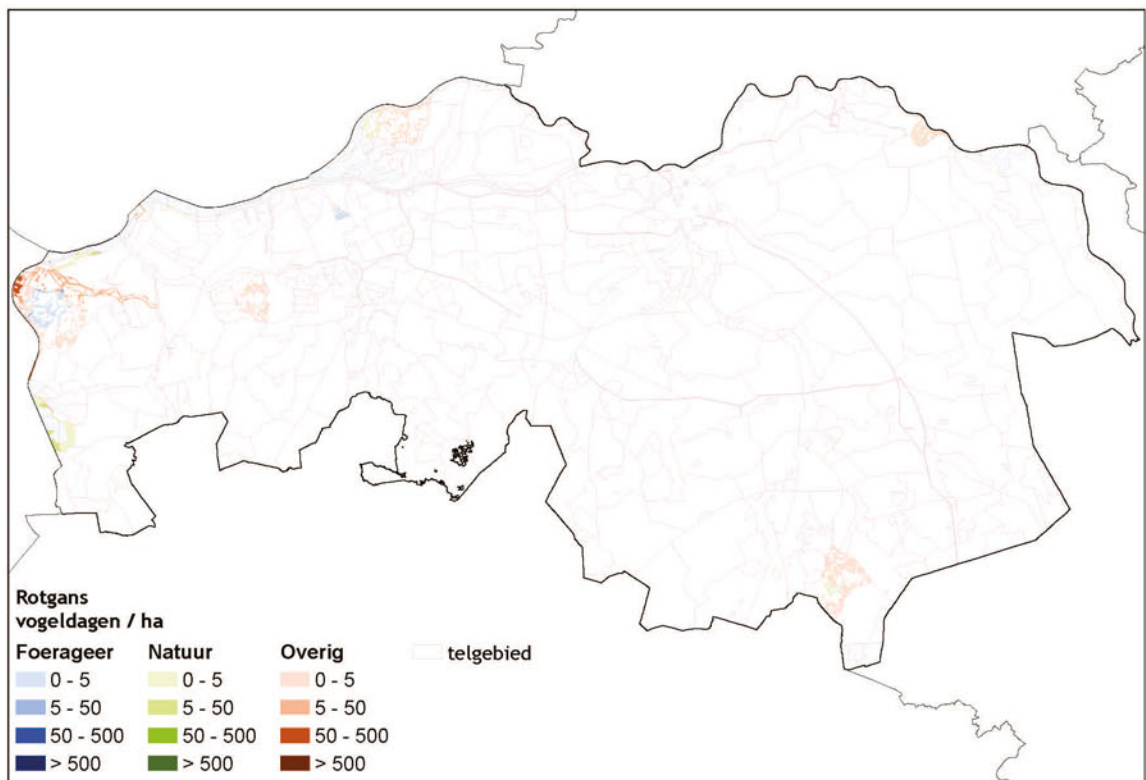 Rotgans
vogeldagen / ha
Foerageer Natuur Overig telgebied
0 - 5 0 - 5 0 - 5
5 - 50 5 - 50 5 - 50
50 - 500 50 - 500 50 - 500
> 500 > 500 > 500